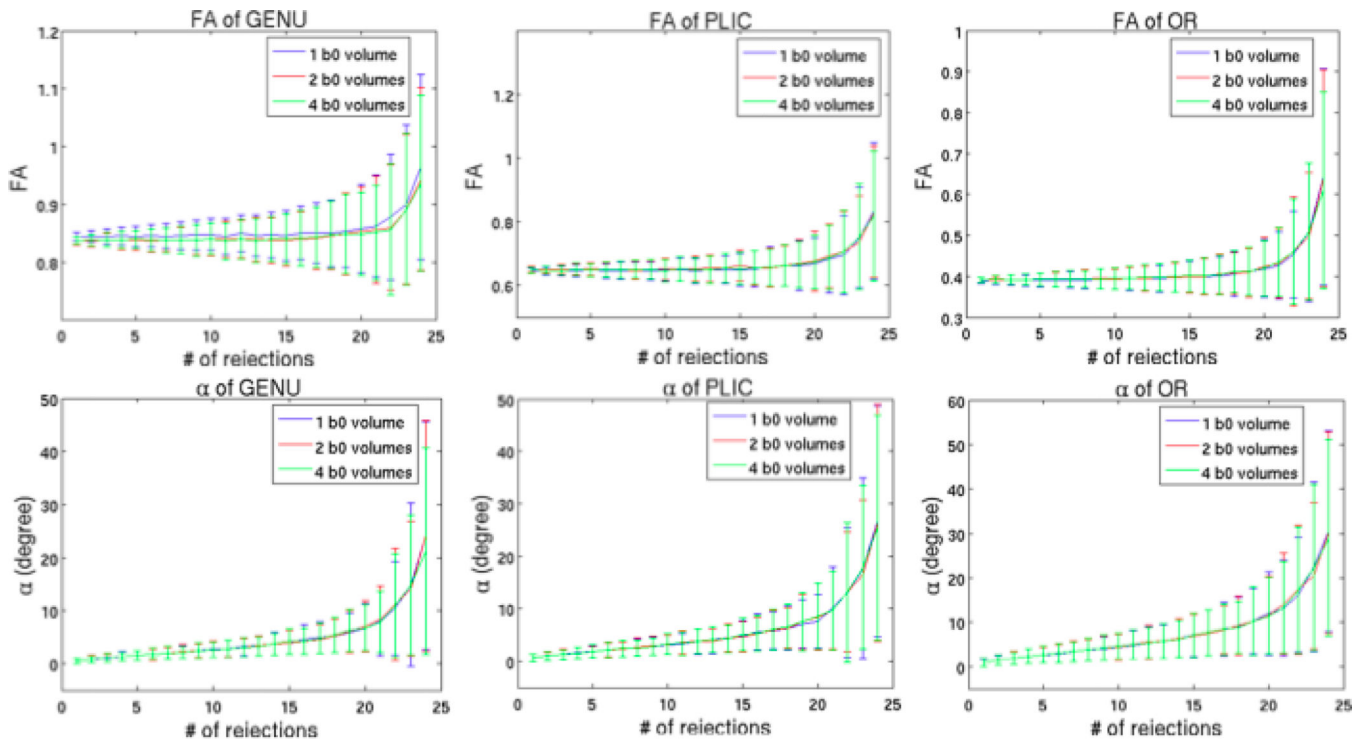 FA of GENU
1.2
1.1
1
0.9
0.8
FA
1 b0 volume
2 b0 volumes
4 b0 volumes
0 5 10 15 20 25
# of reiections
FA of PLIC
1.4
1.2
1
0.8
0.6
FA
1 b0 volume
2 b0 volumes
4 b0 volumes
0 5 10 15 20 25
# of reiections
FA of OR
1
0.9
0.8
0.7
0.6
0.5
0.4
0.3
FA
1 b0 volume
2 b0 volumes
4 b0 volumes
0 5 10 15 20 25
# of reiections
α of GENU
50
40
30
20
10
0
α (degree)
1 b0 volume
2 b0 volumes
4 b0 volumes
0 5 10 15 20 25
# of reiections
α of PLIC
50
40
30
20
10
0
α (degree)
1 b0 volume
2 b0 volumes
4 b0 volumes
0 5 10 15 20 25
# of reiections
α of OR
60
50
40
30
20
10
0
α (degree)
1 b0 volume
2 b0 volumes
4 b0 volumes
0 5 10 15 20 25
# of reiections